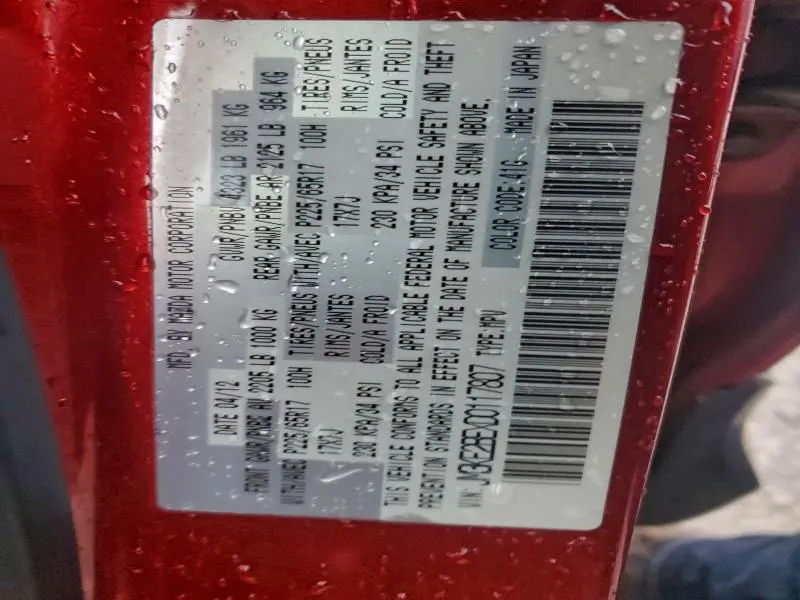 MFD BY MAZDA MOTOR CORPORATION
DATE 04/12 GVWR/PNBV 4323 LB 1961 KG
FRONT GAWR/PNBE AV 2205 LB 1000 KG REAR GAWR/PNBE AR 2125 LB 964 KG
WITH/AVEC P225/65R17 100H TIRES/PNEUS WITH/AVEC P225/65R17 100H TIRES/PNEUS
17X7J RIMS/JANTES 17X7J RIMS/JANTES
230 KPA/34 PSI COLD/A FROID 230 KPA/34 PSI COLD/A FROID
THIS VEHICLE CONFORMS TO ALL APPLICABLE FEDERAL MOTOR VEHICLE SAFETY AND THEFT
PREVENTION STANDARDS IN EFFECT ON THE DATE OF MANUFACTURE SHOWN ABOVE.
VIN: TYPE:MPV
COLOR CODE:41G MADE IN JAPAN